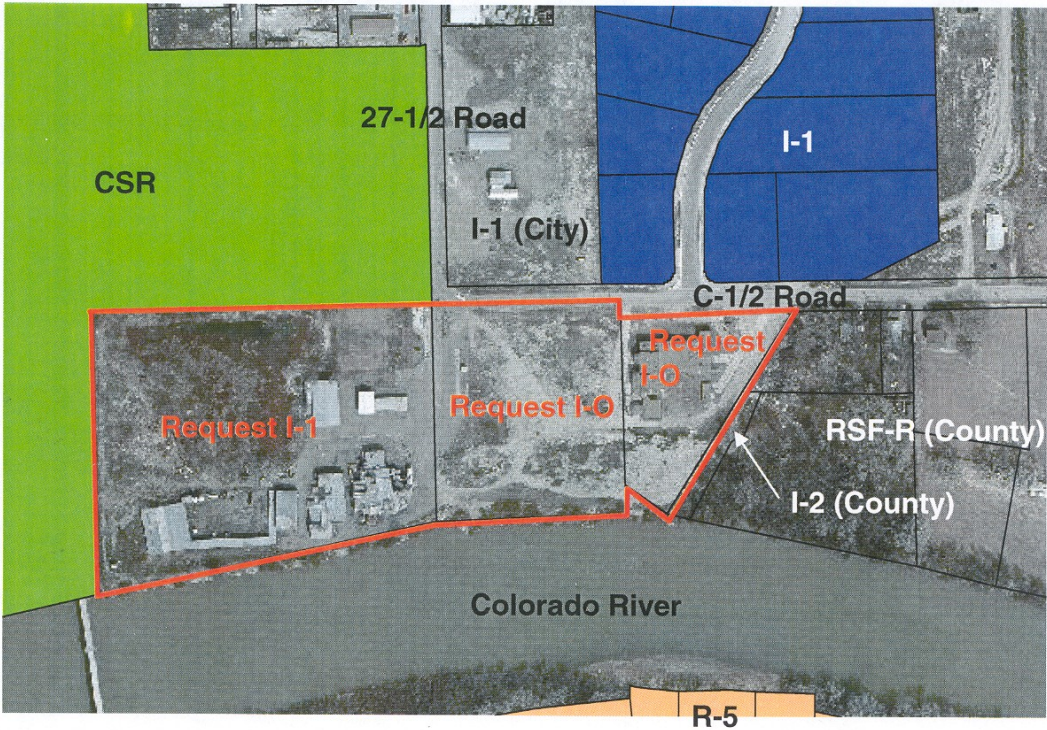 27-1/2 Road
I-1
CSR
I-1 (City)
C-1/2 Road
Request
I-O
Request I-O
Request I-1
RSF-R (County)
I-2 (County)
Colorado River
R-5